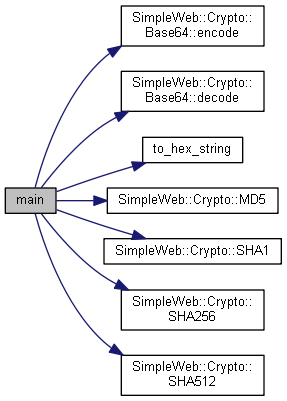 SimpleWeb::Crypto::
Base64::encode
SimpleWeb::Crypto::
Base64::decode
to_hex_string
main
SimpleWeb::Crypto::MD5
SimpleWeb::Crypto::SHA1
SimpleWeb::Crypto::
SHA256
SimpleWeb::Crypto::
SHA512